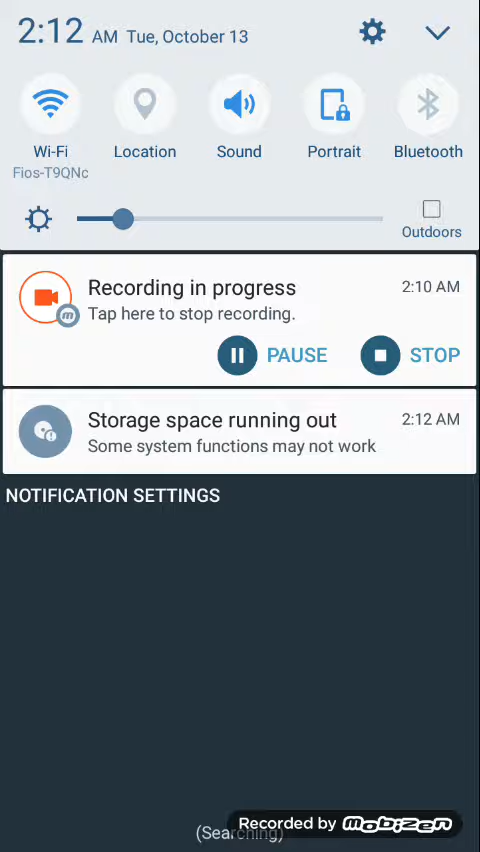 2:12 AM Tue, October 13
Wi-Fi Location Sound Portrait Bluetooth
Fios-T9QNc
Outdoors
Recording in progress 2:10 AM
Tap here to stop recording.
PAUSE STOP
m
Storage space running out 2:12 AM
Some system functions may not work
NOTIFICATION SETTINGS
(Searching)
Recorded by mobizen